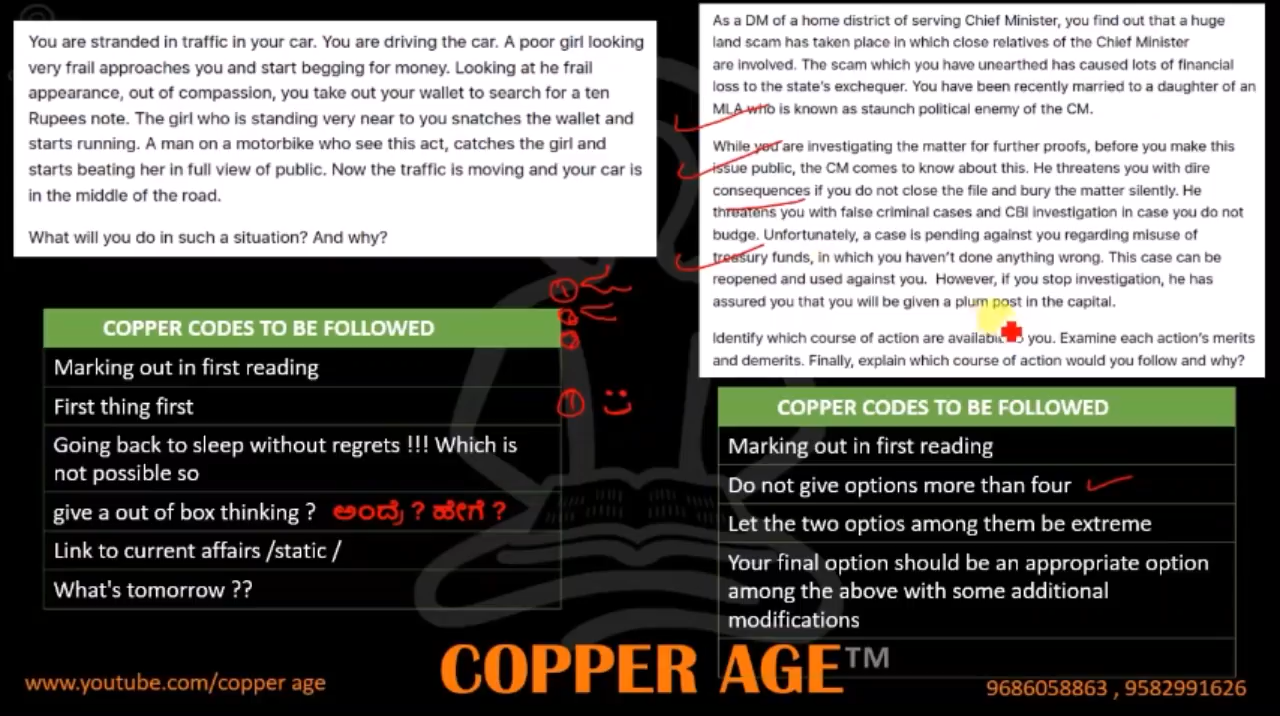 You are stranded in traffic in your car. You are driving the car. A poor girl looking
very frail approaches you and start begging for money. Looking at he frail
appearance, out of compassion, you take out your wallet to search for a ten
Rupees note. The girl who is standing very near to you snatches the wallet and
starts running. A man on a motorbike who see this act, catches the girl and
starts beating her in full view of public. Now the traffic is moving and your car is
in the middle of the road.
What will you do in such a situation? And why?
As a DM of a home district of serving Chief Minister, you find out that a huge
land scam has taken place in which close relatives of the Chief Minister
are involved. The scam which you have unearthed has caused lots of financial
loss to the state's exchequer. You have been recently married to a daughter of an
MLA who is known as staunch political enemy of the CM.
While you are investigating the matter for further proofs, before you make this
issue public, the CM comes to know about this. He threatens you with dire
consequences if you do not close the file and bury the matter silently. He
threatens you with false criminal cases and CBI investigation in case you do not
budge. Unfortunately, a case is pending against you regarding misuse of
tressury funds, in which you haven't done anything wrong. This case can be
reopened and used against you. However, if you stop investigation, he has
assured you that you will be given a plum post in the capital.
Identify which course of action are available you. Examine each action's merits
and demerits. Finally, explain which course of action would you follow and why?
COPPER CODES TO BE FOLLOWED
Marking out in first reading
First thing first
Going back to sleep without regrets !!! Which is
not possible so
give a out of box thinking ? ಅಂದ್ರೆ ? ಹೇಗೆ ?
Link to current affairs /static /
What's tomorrow ??
COPPER CODES TO BE FOLLOWED
Marking out in first reading
Do not give options more than four
Let the two optios among them be extreme
Your final option should be an appropriate option
among the above with some additional
modifications
www.youtube.com/copper age
COPPER AGE™
9686058863 , 9582991626